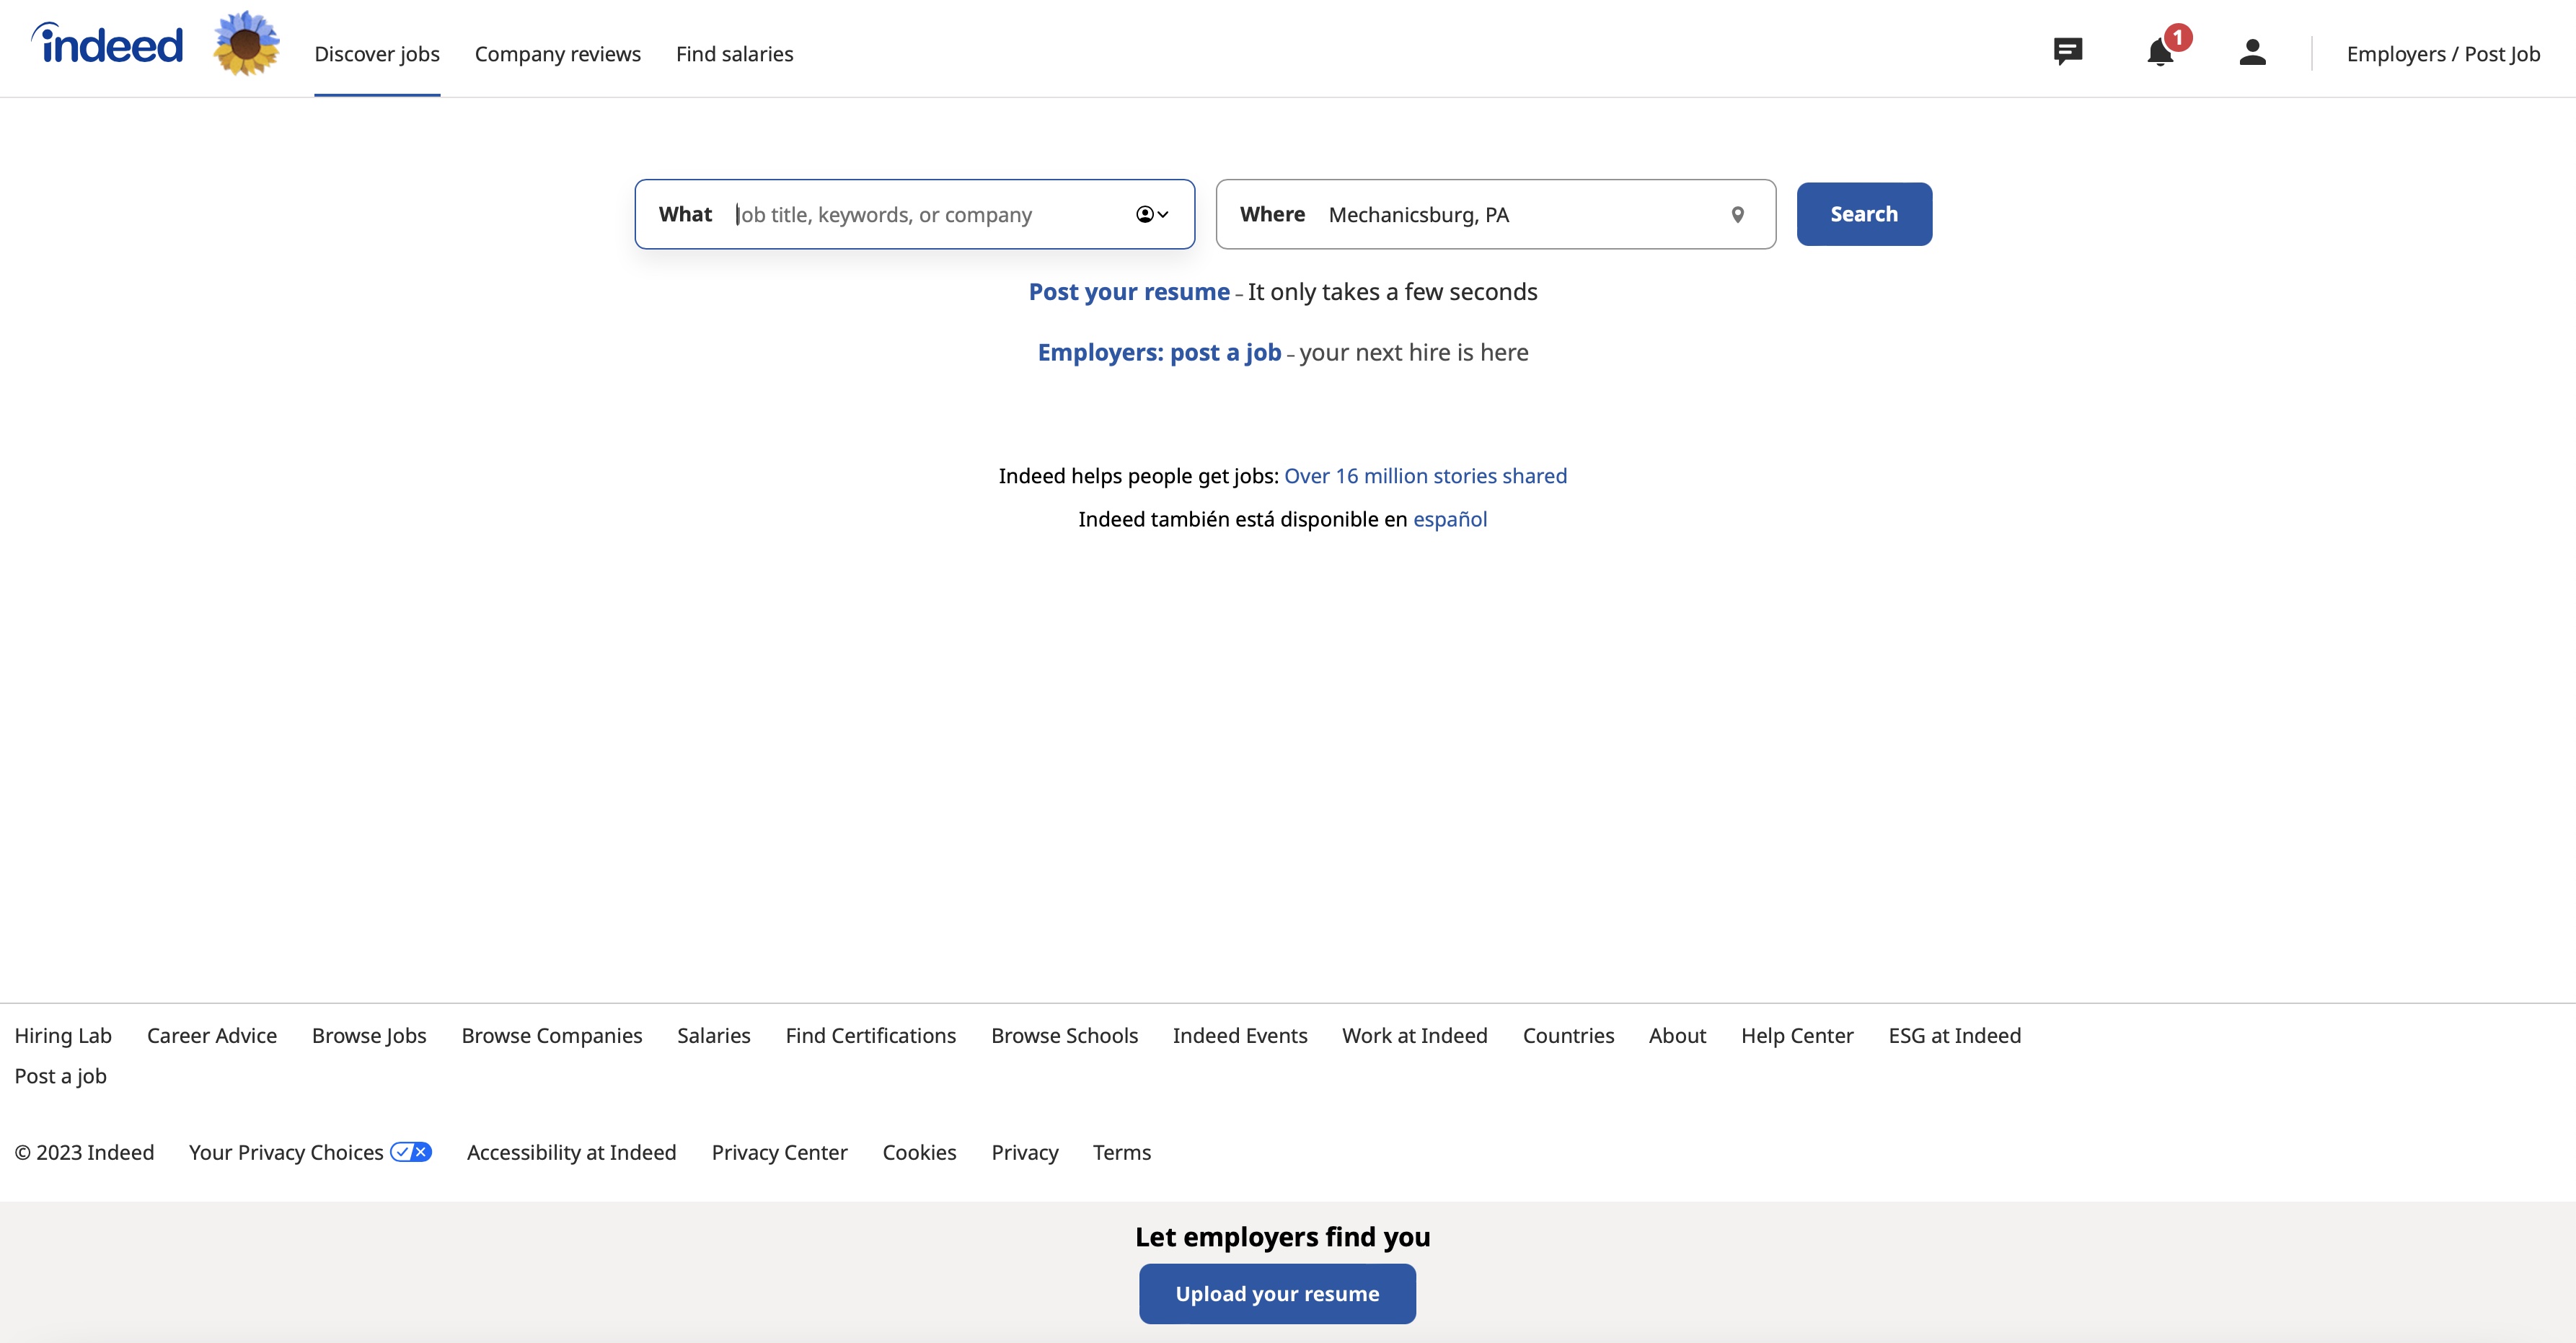 indeed
Discover jobs Company reviews Find salaries 1 Employers / Post Job
What Job title, keywords, or company Where Mechanicsburg, PA Search
Post your resume – It only takes a few seconds
Employers: post a job – your next hire is here
Indeed helps people get jobs: Over 16 million stories shared
Indeed también está disponible en español
Hiring Lab Career Advice Browse Jobs Browse Companies Salaries Find Certifications Browse Schools Indeed Events Work at Indeed Countries About Help Center ESG at Indeed
Post a job
© 2023 Indeed Your Privacy Choices Accessibility at Indeed Privacy Center Cookies Privacy Terms
Let employers find you
Upload your resume